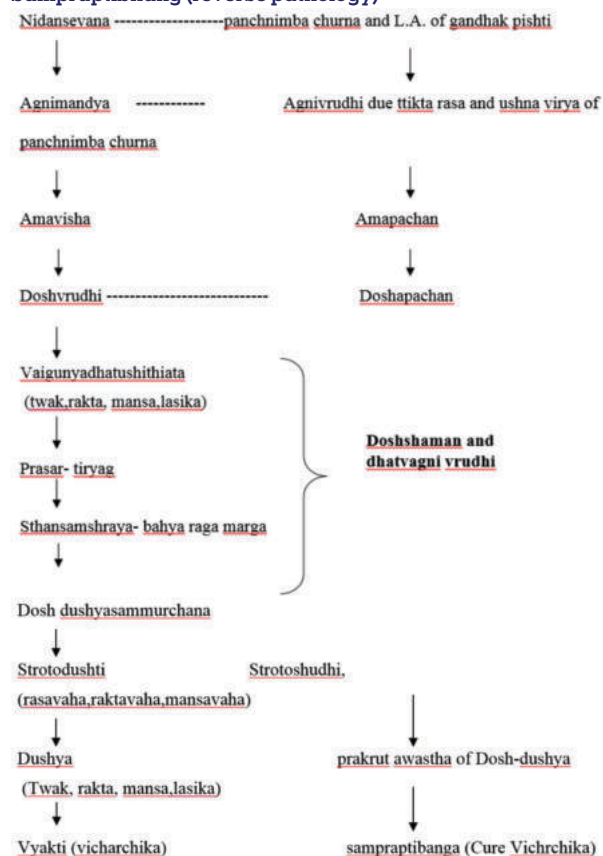 Sampraptibhang (reverse pathology)
Nidansevana ------------------panchnimba churna and L.A. of gandhak pishti
Agnimandya ----------- Agnivrudhi due ttikta rasa and ushna virya of
panchnimba churna
Amavisha Amapachan
Doshvrudhi --------------------------- Doshapachan
Vaigunyadhatushithiata
(twak,rakta, mansa,lasika)
Doshshaman and
dhatvagni vrudhi
Prasar- tiryag
Sthansamshraya- bahya raga marga
Dosh dushyasammurchana
Strotodushti Strotoshudhi,
(rasavaha,raktavaha,mansavaha)
Dushya prakrut awastha of Dosh-dushya
(Twak, rakta, mansa,lasika)
Vyakti (vicharchika) sampraptibanga (Cure Vichrchika)